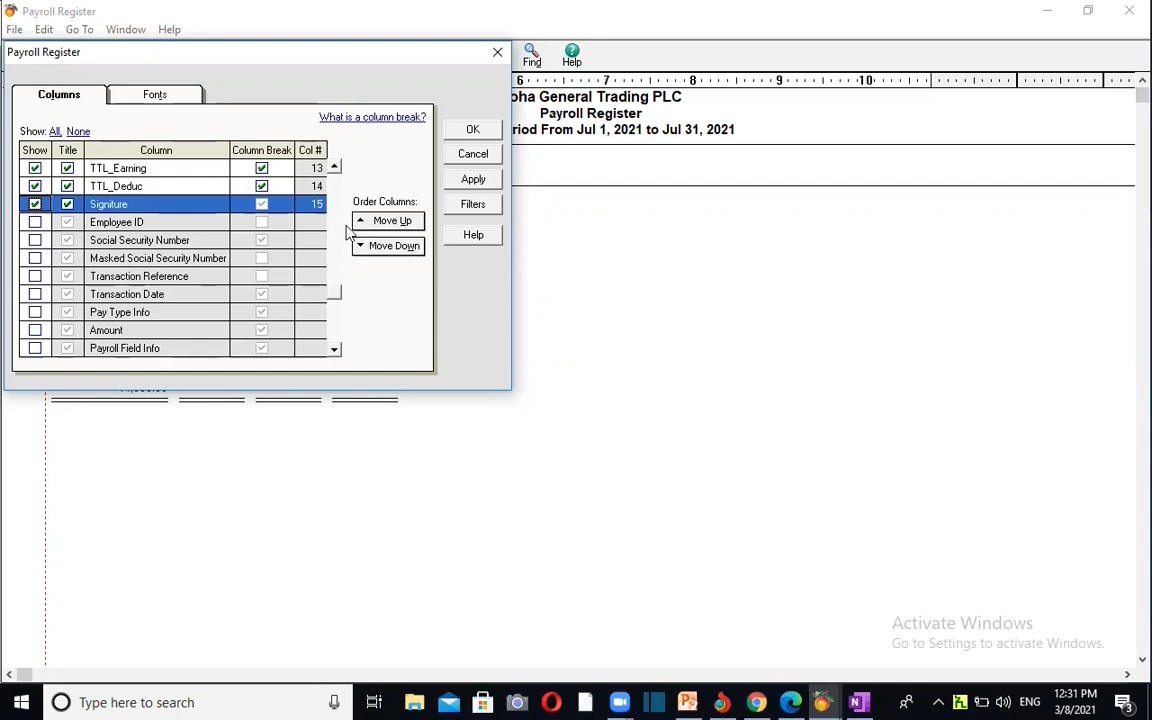 Payroll Register
File Edit Go To Window Help
Payroll Register
Find Help
6 7 8 9 10
Columns Fonts
oha General Trading PLC
Payroll Register
riod From Jul 1, 2021 to Jul 31, 2021
What is a column break?
Show: All, None
OK
Show Title Column Column Break Col #
Cancel
TTL_Earning 13
Apply
TTL_Deduc 14
Signiture 15
Order Columns:
Filters
Move Up
Employee ID
Help
Social Security Number
Move Down
Masked Social Security Number
Transaction Reference
Transaction Date
Pay Type Info
Amount
Payroll Field Info
Activate Windows
Go to Settings to activate Windows.
Type here to search
ENG
12:31 PM
3/8/2021
3